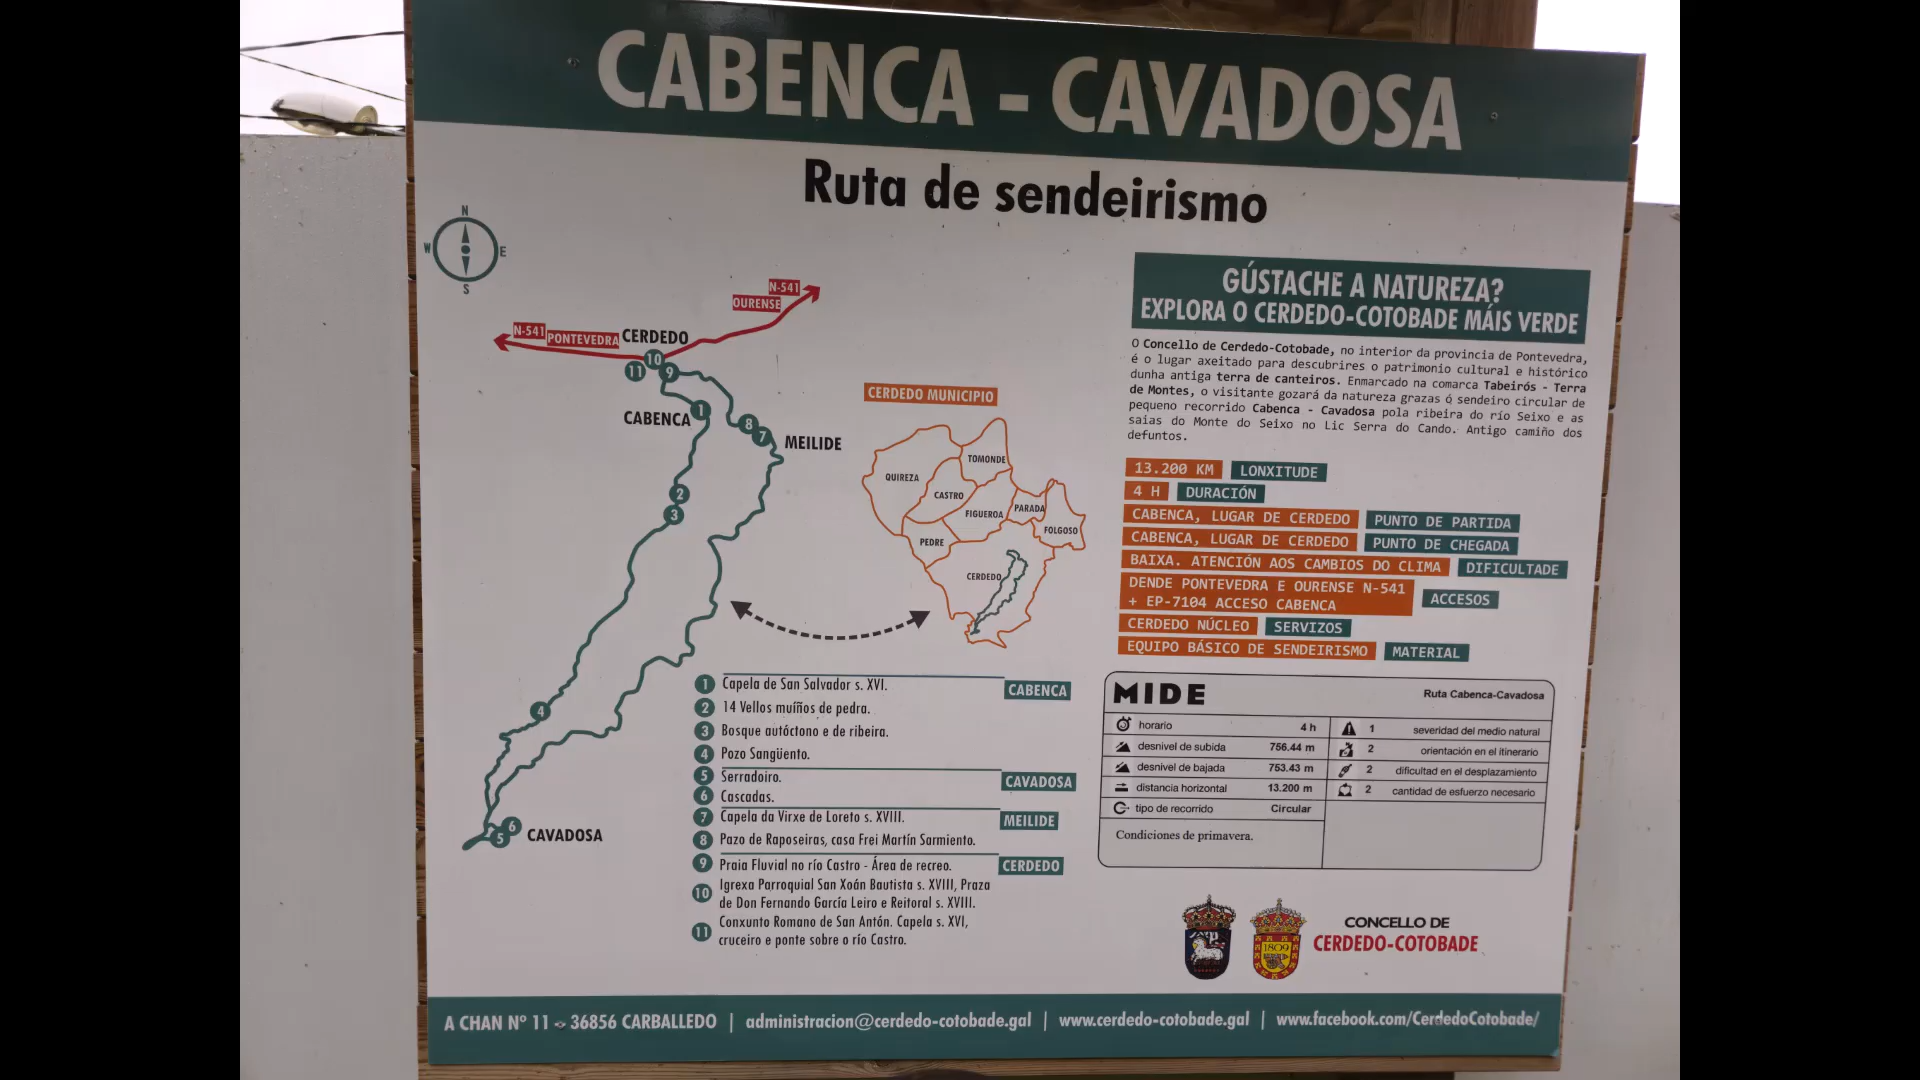 CABENCA - CAVADOSA
Ruta de sendeirismo
N
W
E
S
N-541
OURENSE
N-541
PONTEVEDRA
CERDEDO
10
11
9
1
CABENCA
8
7
MEILIDE
2
3
4
6
5
CAVADOSA
CERDEDO MUNICIPIO
TOMONDE
QUIREZA
CASTRO
FIGUEROA
PARADA
FOLGOSO
PEDRE
CERDEDO
1 Capela de San Salvador s. XVI.
CABENCA
2 14 Vellos muíños de pedra.
3 Bosque autóctono e de ribeira.
4 Pozo Sangüento.
5 Serradoiro.
CAVADOSA
6 Cascadas.
7 Capela da Virxe de Loreto s. XVIII.
MEILIDE
8 Pazo de Raposeiras, casa Frei Martín Sarmiento.
9 Praia Fluvial no río Castro - Área de recreo.
CERDEDO
10 Igrexa Parroquial San Xoán Bautista s. XVIII, Praza
de Don Fernando García Leiro e Reitoral s. XVIII.
11 Conxunto Romano de San Antón. Capela s. XVI,
cruceiro e ponte sobre o río Castro.
GÚSTACHE A NATUREZA?
EXPLORA O CERDEDO-COTOBADE MÁIS VERDE
O Concello de Cerdedo-Cotobade, no interior da provincia de Pontevedra,
é o lugar axeitado para descubrires o patrimonio cultural e histórico
dunha antiga terra de canteiros. Enmarcado na comarca Tabeirós - Terra
de Montes, o visitante gozará da natureza grazas ó sendeiro circular de
pequeno recorrido Cabenca - Cavadosa pola ribeira do río Seixo e as
saias do Monte do Seixo no Lic Serra do Cando. Antigo camiño dos
defuntos.
13.200 KM LONXITUDE
4 H DURACIÓN
CABENCA, LUGAR DE CERDEDO PUNTO DE PARTIDA
CABENCA, LUGAR DE CERDEDO PUNTO DE CHEGADA
BAIXA. ATENCIÓN AOS CAMBIOS DO CLIMA DIFICULTADE
DENDE PONTEVEDRA E OURENSE N-541
+ EP-7104 ACCESO CABENCA
ACCESOS
CERDEDO NÚCLEO SERVIZOS
EQUIPO BÁSICO DE SENDEIRISMO MATERIAL
MIDE
Ruta Cabenca-Cavadosa
horario 4 h
1 severidad del medio natural
desnivel de subida 756.44 m
2 orientación en el itinerario
desnivel de bajada 753.43 m
2 dificultad en el desplazamiento
distancia horizontal 13.200 m
2 cantidad de esfuerzo necesario
tipo de recorrido Circular
Condiciones de primavera.
1809
CONCELLO DE
CERDEDO-COTOBADE
A CHAN Nº 11 - 36856 CARBALLEDO | administracion@cerdedo-cotobade.gal | www.cerdedo-cotobade.gal | www.facebook.com/CerdedoCotobade/